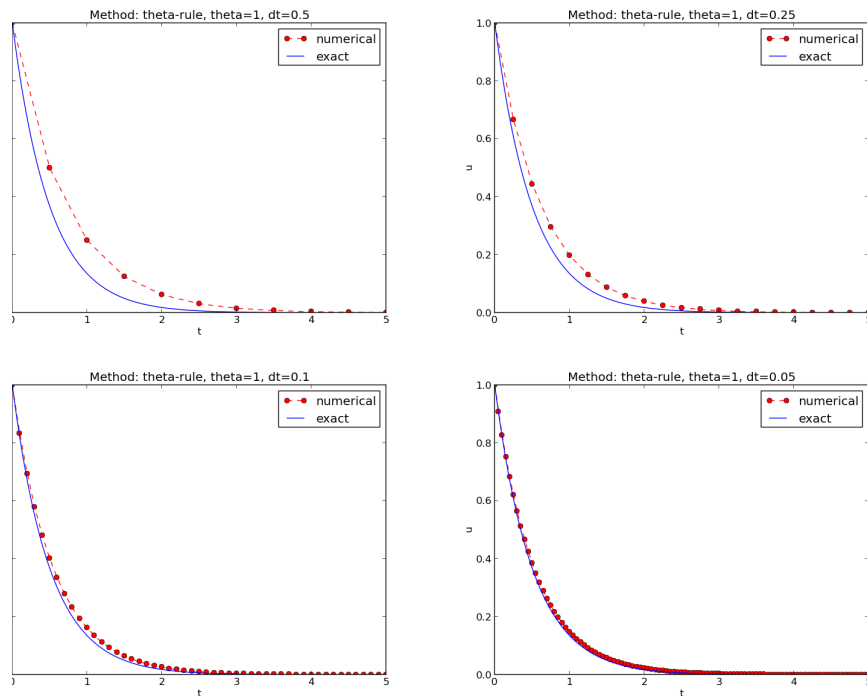 Method: theta-rule, theta=1, dt=0.5
numerical
exact
1 2 3 4 5
t
Method: theta-rule, theta=1, dt=0.25
numerical
exact
1.0
0.8
0.6
0.4
0.2
0.0
u
0 1 2 3 4
t
Method: theta-rule, theta=1, dt=0.1
numerical
exact
1 2 3 4 5
t
Method: theta-rule, theta=1, dt=0.05
numerical
exact
1.0
0.8
0.6
0.4
0.2
0.0
u
0 1 2 3 4
t